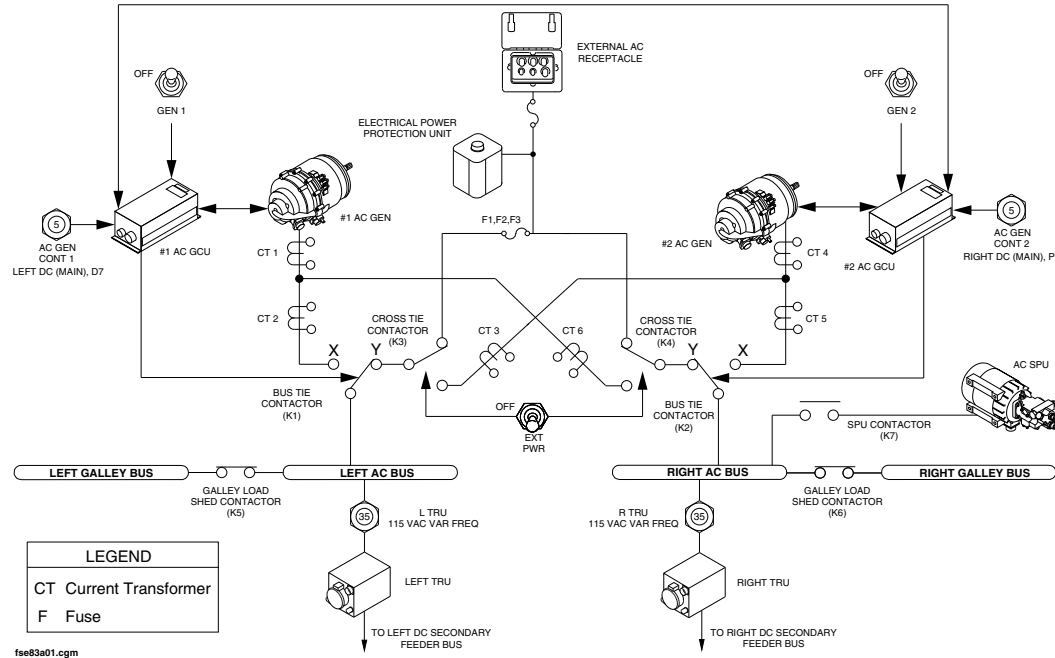 EXTERNAL AC
RECEPTACLE
OFF
GEN 1
OFF
GEN 2
ELECTRICAL POWER
PROTECTION UNIT
5
AC GEN
CONT 1
LEFT DC (MAIN), D7
#1 AC GCU
#1 AC GEN
F1,F2,F3
#2 AC GEN
#2 AC GCU
5
AC GEN
CONT 2
RIGHT DC (MAIN), P
CT 1
CT 4
CT 2
CT 5
CROSS TIE
CONTACTOR
(K3)
CT 3
CT 6
CROSS TIE
CONTACTOR
(K4)
X
Y
Y
X
BUS TIE
CONTACTOR
(K1)
OFF
EXT
PWR
BUS TIE
CONTACTOR
(K2)
AC SPU
SPU CONTACTOR
(K7)
LEFT GALLEY BUS
LEFT AC BUS
RIGHT AC BUS
RIGHT GALLEY BUS
GALLEY LOAD
SHED CONTACTOR
(K5)
GALLEY LOAD
SHED CONTACTOR
(K6)
35
L TRU
115 VAC VAR FREQ
R TRU
115 VAC VAR FREQ
35
LEFT TRU
RIGHT TRU
LEGEND
CT Current Transformer
F Fuse
TO LEFT DC SECONDARY
FEEDER BUS
TO RIGHT DC SECONDARY
FEEDER BUS
fse83a01.cgm